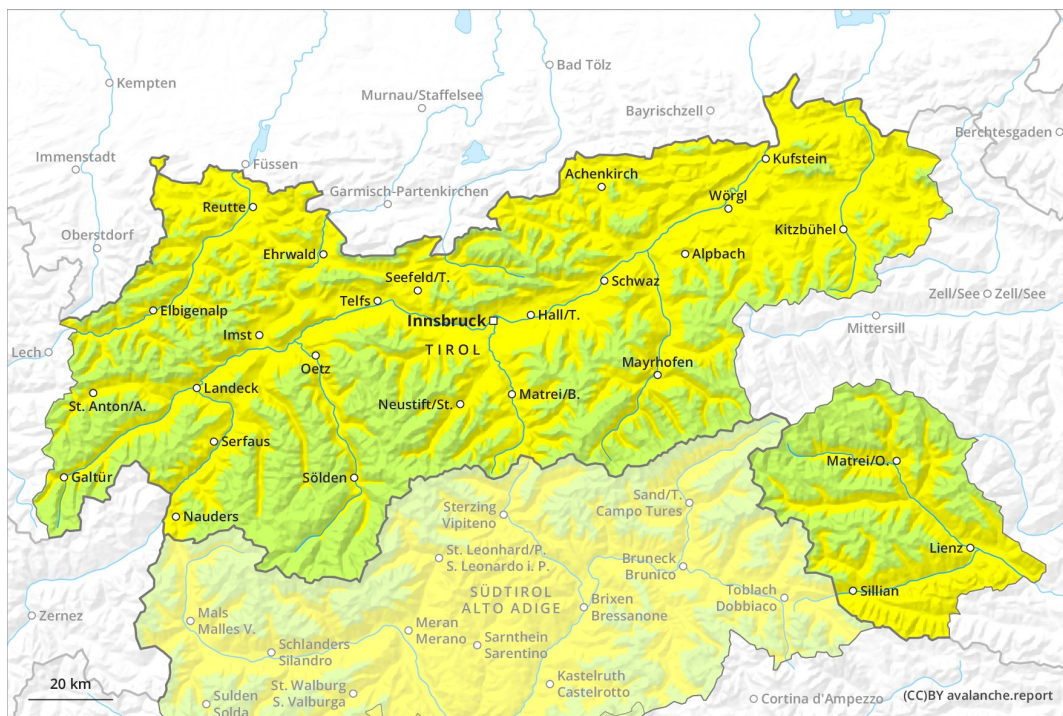 Kempten
Bad Tölz
Murnau/Staffelsee
Bayrischzell
Berchtesgaden
Immenstadt
Füssen
Kufstein
Achenkirch
Garmisch-Partenkirchen
Wörgl
Reutte
Oberstdorf
Kitzbühel
Ehrwald
Alpbach
Seefeld/T.
Schwaz
Zell/See
Zell/See
Telfs
Elbigenalp
Hall/T.
Innsbruck
Mittersill
Imst
TIROL
Lech
Oetz
Mayrhofen
Landeck
St. Anton/A.
Neustift/St.
Matrei/B.
Serfaus
Matrei/O.
Galtür
Sölden
Sand/T.
Campo Tures
Sterzing
Vipiteno
Nauders
Lienz
St. Leonhard/P.
S. Leonardo i. P.
Bruneck
Brunico
Sillian
SÜDTIROL
ALTO ADIGE
Toblach
Dobbiaco
Brixen
Bressanone
Zernez
Mals
Malles V.
Meran
Merano
Sarnthein
Sarentino
Schlanders
Silandro
Kastelruth
Castelrotto
20 km
St. Walburg
S. Valburga
Sulden
Solda
Cortina d'Ampezzo
(CC)BY avalanche.report